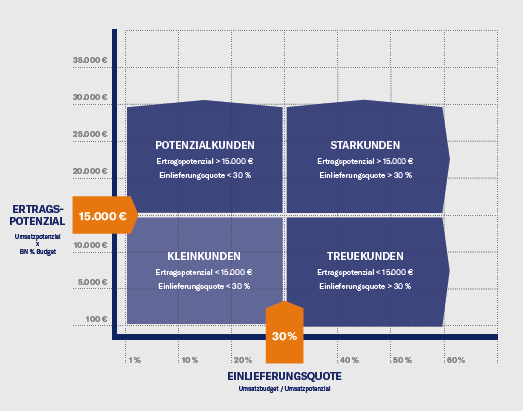 35.000 €
30.000 €
25.000 €
20.000 €
15.000 €
10.000 €
5.000 €
100 €
ERTRAGS-
POTENZIAL
Umsatzpotenzial
x
BN % Budget
POTENZIALKUNDEN
Ertragspotenzial > 15.000 €
Einlieferungsquote < 30 %
STARKUNDEN
Ertragspotenzial > 15.000 €
Einlieferungsquote > 30 %
KLEINKUNDEN
Ertragspotenzial < 15.000 €
Einlieferungsquote < 30 %
TREUEKUNDEN
Ertragspotenzial < 15.000 €
Einlieferungsquote > 30 %
1 %
10 %
20%
30%
40 %
50 %
60%
EINLIEFERUNGSQUOTE
Umsatzbudget / Umsatzpotenzial